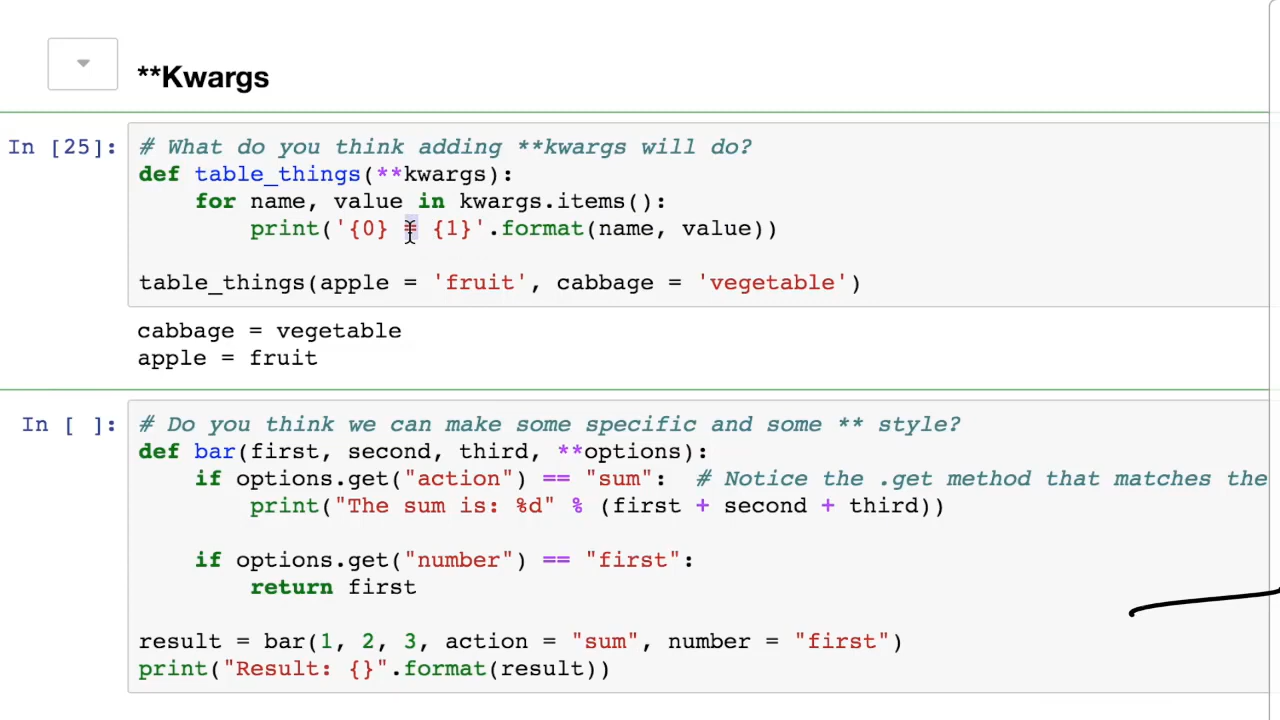 **Kwargs
In [25]:
# What do you think adding **kwargs will do?
def table_things(**kwargs):
for name, value in kwargs.items():
print('{0} = {1}'.format(name, value))
table_things(apple = 'fruit', cabbage = 'vegetable')
cabbage = vegetable
apple = fruit
In [ ]:
# Do you think we can make some specific and some ** style?
def bar(first, second, third, **options):
if options.get("action") == "sum":  # Notice the .get method that matches the
print("The sum is: %d" % (first + second + third))
if options.get("number") == "first":
return first
result = bar(1, 2, 3, action = "sum", number = "first")
print("Result: {}".format(result))